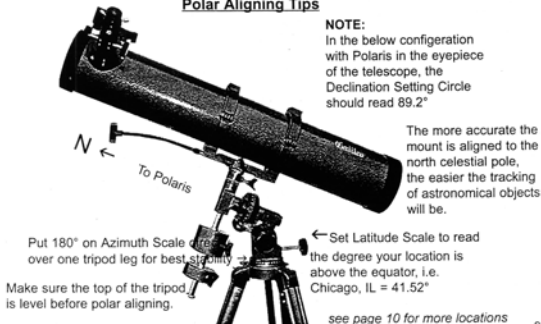 Polar Aligning Tips
NOTE:
In the below configeration
with Polaris in the eyepiece
of the telescope, the
Declination Setting Circle
should read 89.2°
The more accurate the
mount is aligned to the
north celestial pole,
the easier the tracking
of astronomical objects
will be.
N
To Polaris
Put 180° on Azimuth Scale
over one tripod leg for best stability
Make sure the top of the tripod
is level before polar aligning.
Set Latitude Scale to read
the degree your location is
above the equator, i.e.
Chicago, IL = 41.52°
see page 10 for more locations